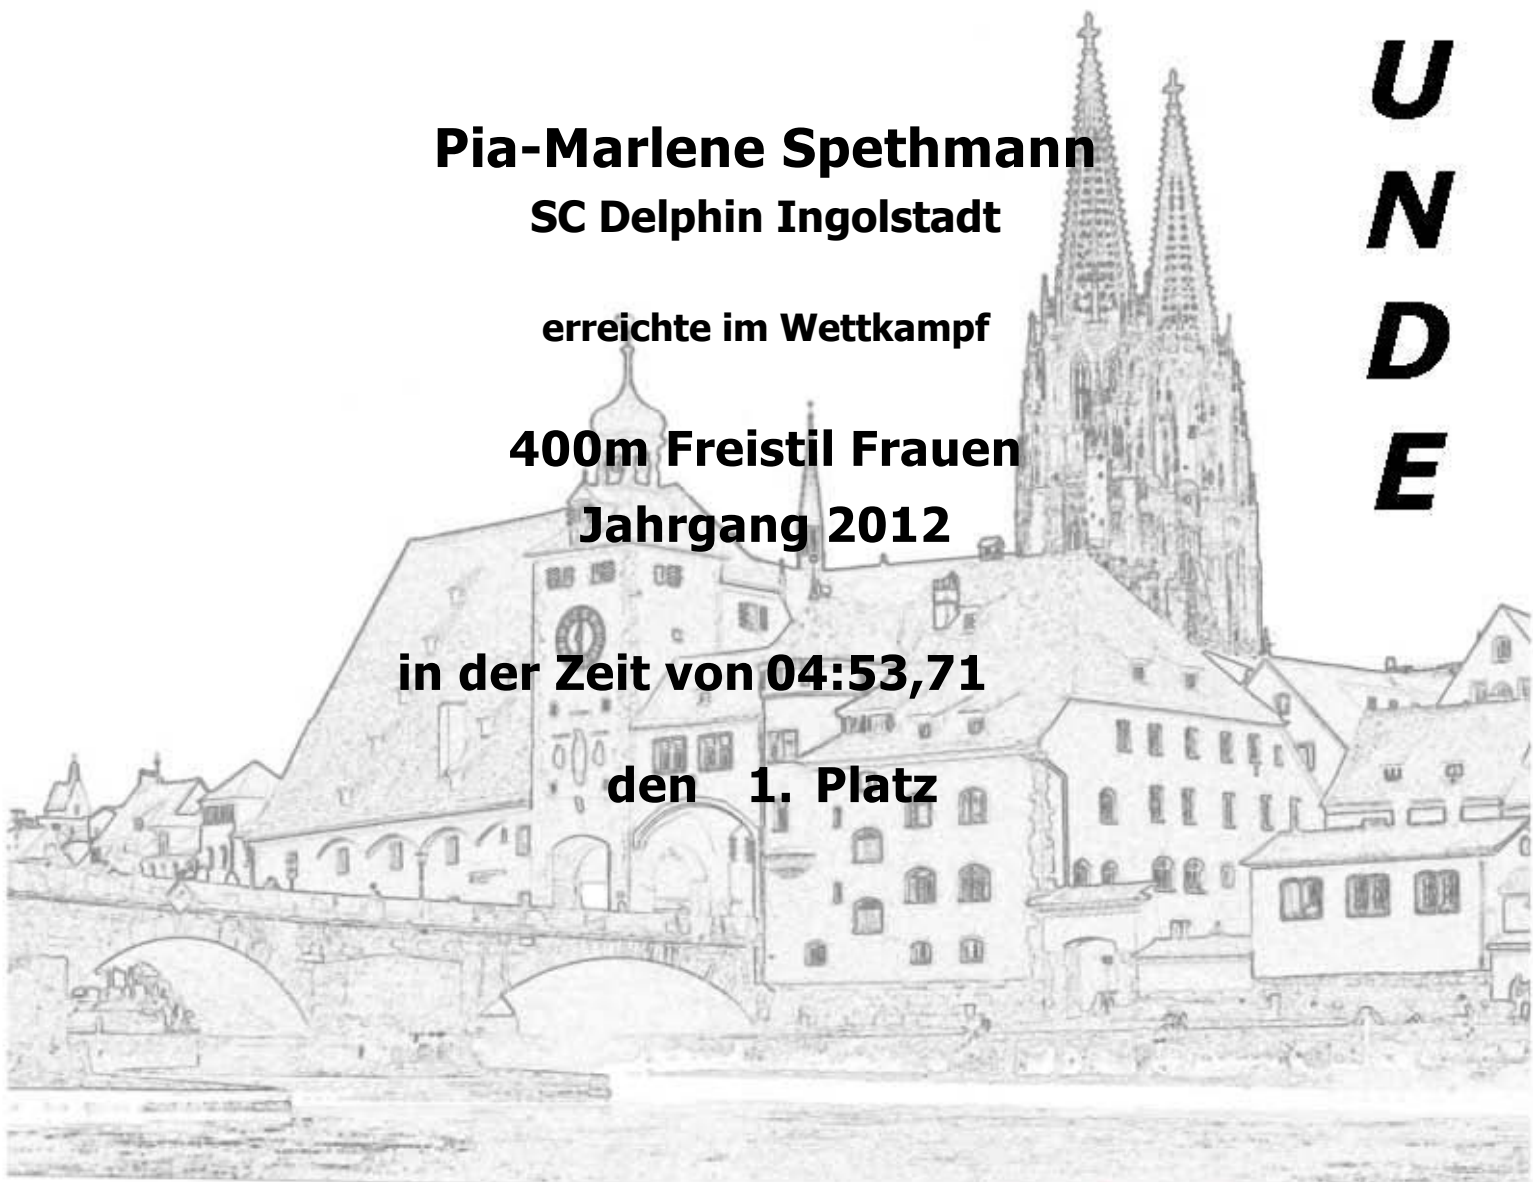 Pia-Marlene Spethmann
SC Delphin Ingolstadt
erreichte im Wettkampf
400m Freistil Frauen
Jahrgang 2012
in der Zeit von 04:53,71
den 1. Platz
U
N
D
E